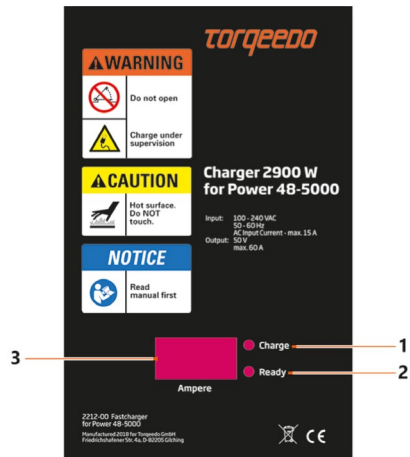 TORQEEDO
WARNING
Do not open
Charge under
supervision
CAUTION
Hot surface.
Do NOT
touch.
NOTICE
Read
manual first
Charger 2900 W
for Power 48-5000
Input: 100 - 240 VAC
50 - 60 Hz
AC Input Current - max. 15 A
Output: 50 V
max. 60 A
Charge
1
Ready
2
3
Ampere
2212-00 Fastcharger
for Power 48-5000
Manufactured 2018 for Torqeedo GmbH
Friedrichshafener Str. 4a, D-82205 Gilching
CE